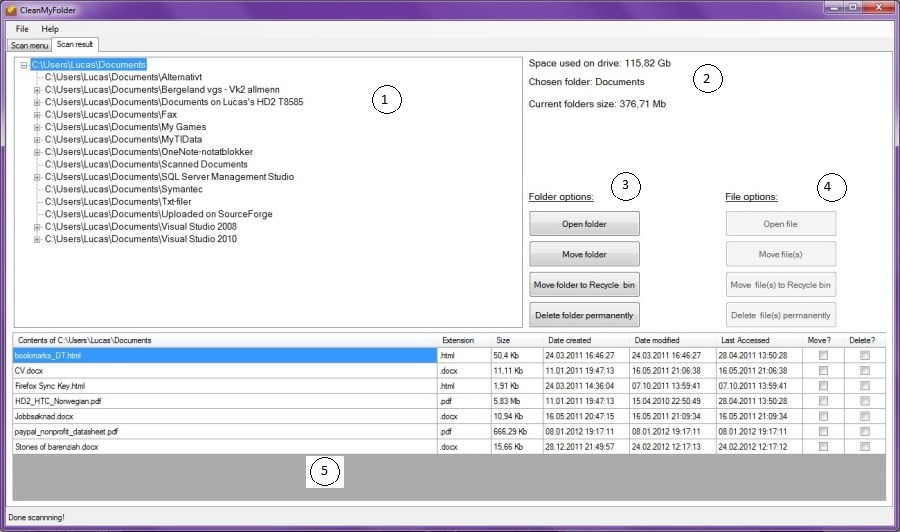 CleanMyFolder
File Help
Scan menu Scan result
C:\Users\Lucas\Documents
C:\Users\Lucas\Documents\Alternativt
C:\Users\Lucas\Documents\Bergeland vgs - Vk2 allmenn
C:\Users\Lucas\Documents\Documents on Lucas's HD2 T8585
C:\Users\Lucas\Documents\Fax
C:\Users\Lucas\Documents\My Games
C:\Users\Lucas\Documents\MyTIData
C:\Users\Lucas\Documents\OneNote-notatblokker
C:\Users\Lucas\Documents\Scanned Documents
C:\Users\Lucas\Documents\SQL Server Management Studio
C:\Users\Lucas\Documents\Symantec
C:\Users\Lucas\Documents\Txt-filer
C:\Users\Lucas\Documents\Uploaded on SourceForge
C:\Users\Lucas\Documents\Visual Studio 2008
C:\Users\Lucas\Documents\Visual Studio 2010
1
Space used on drive: 115,82 Gb
Chosen folder: Documents
Current folders size: 376,71 Mb
2
Folder options:
3
Open folder
Move folder
Move folder to Recycle bin
Delete folder permanently
File options:
4
Open file
Move file(s)
Move file(s) to Recycle bin
Delete file(s) permanently
Contents of C:\Users\Lucas\Documents Extension Size Date created Date modified Last Accessed Move? Delete?
bookmarks_DT.html .html 50,4 Kb 24.03.2011 16:46:27 24.03.2011 16:46:27 28.04.2011 13:50:28
CV.docx .docx 11,11 Kb 11.01.2011 19:47:13 16.05.2011 21:06:38 16.05.2011 21:06:38
Firefox Sync Key.html .html 1,91 Kb 24.03.2011 14:36:04 07.10.2011 13:59:41 07.10.2011 13:59:41
HD2_HTC_Norwegian.pdf .pdf 5,83 Mb 11.01.2011 19:47:13 15.04.2010 22:50:49 28.04.2011 13:50:28
Jobbsøknad.docx .docx 10,94 Kb 16.05.2011 20:47:15 16.05.2011 21:09:34 16.05.2011 21:09:34
paypal_nonprofit_datasheet.pdf .pdf 666,29 Kb 08.01.2012 19:17:11 08.01.2012 19:17:11 08.01.2012 19:17:11
Stones of barenziah.docx .docx 15,66 Kb 28.12.2011 21:49:57 24.02.2012 12:17:13 24.02.2012 12:17:12
5
Done scannning!